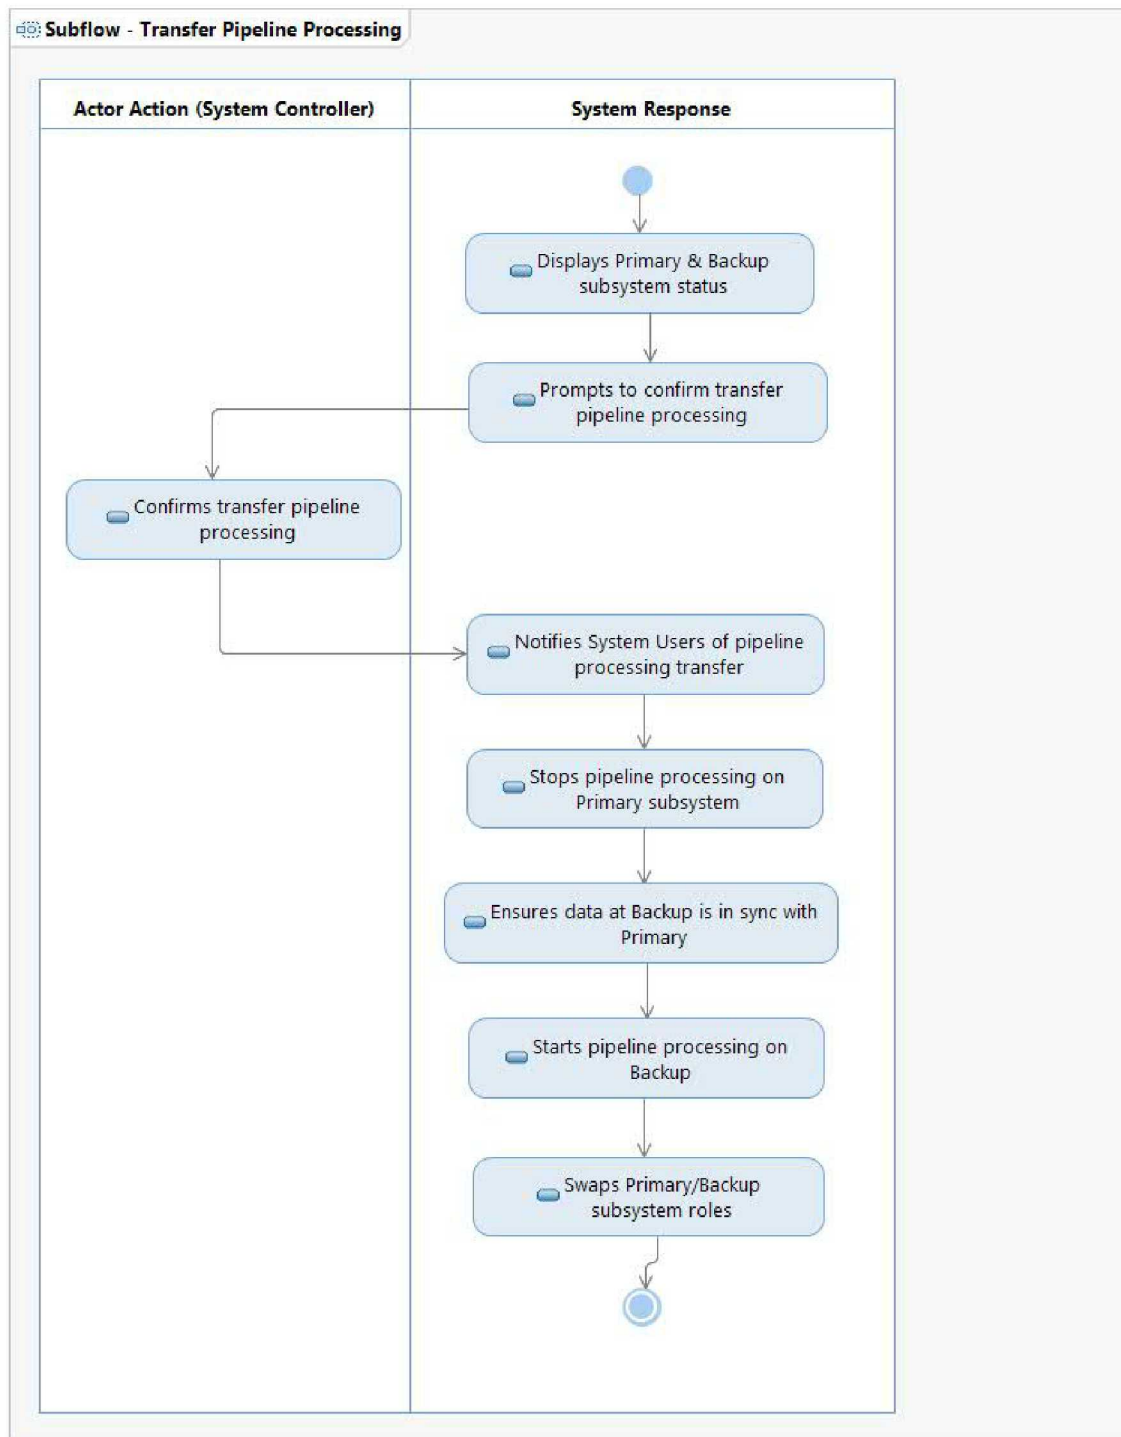 Subflow - Transfer Pipeline Processing
Actor Action (System Controller)
System Response
Displays Primary & Backup
subsystem status
Prompts to confirm transfer
pipeline processing
Confirms transfer pipeline
processing
Notifies System Users of pipeline
processing transfer
Stops pipeline processing on
Primary subsystem
Ensures data at Backup is in sync with
Primary
Starts pipeline processing on
Backup
Swaps Primary/Backup
subsystem roles